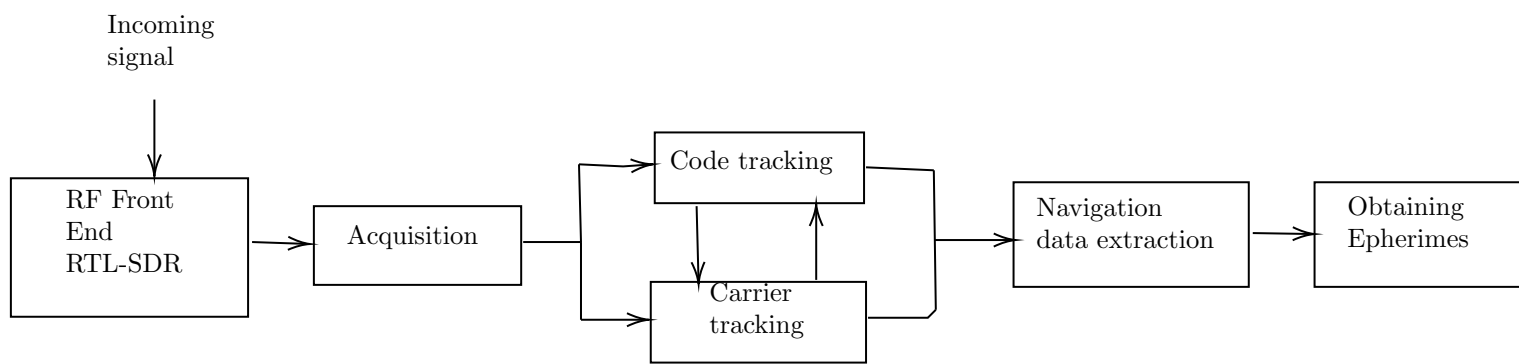 Incoming
signal
RF Front
End
RTL-SDR
Acquisition
Code tracking
Carrier
tracking
Navigation
data extraction
Obtaining
Epherimes